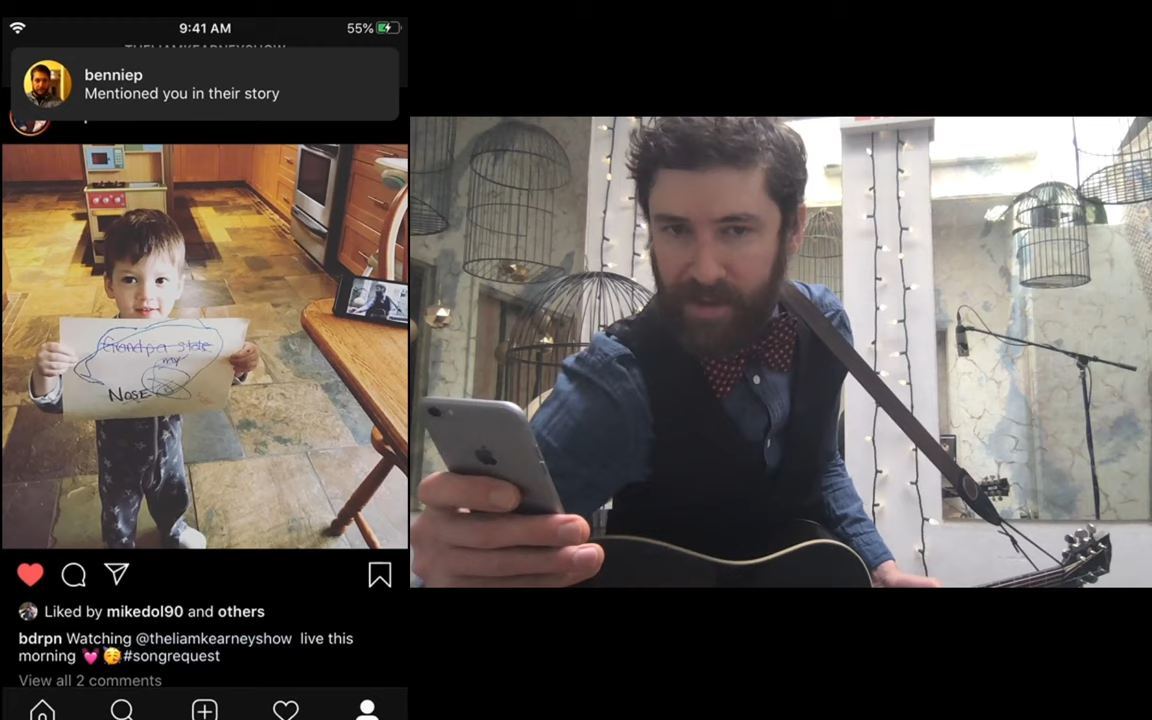 9:41 AM
55%
THELIAMKEARNEYSHOW
benniep
Mentioned you in their story
Grandpa stole
my
NOSE
Liked by mikedol90 and others
bdrpn Watching @theliamkearneyshow live this
morning 💓🥳#songrequest
View all 2 comments